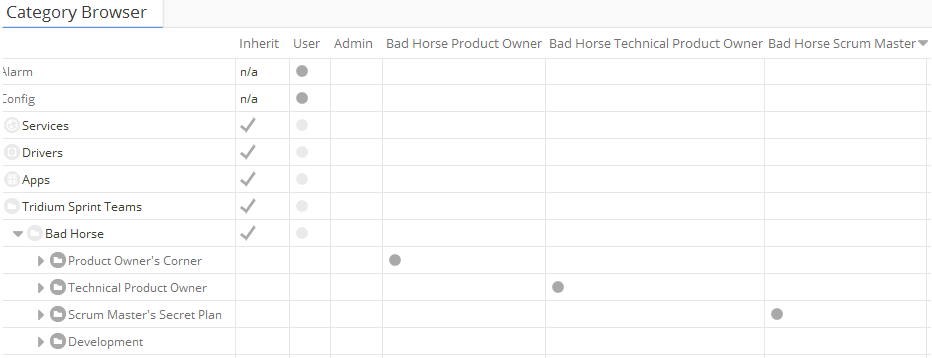 Category Browser
Inherit User Admin Bad Horse Product Owner Bad Horse Technical Product Owner Bad Horse Scrum Master
Alarm n/a
Config n/a
Services
Drivers
Apps
Tridium Sprint Teams
Bad Horse
Product Owner's Corner
Technical Product Owner
Scrum Master's Secret Plan
Development